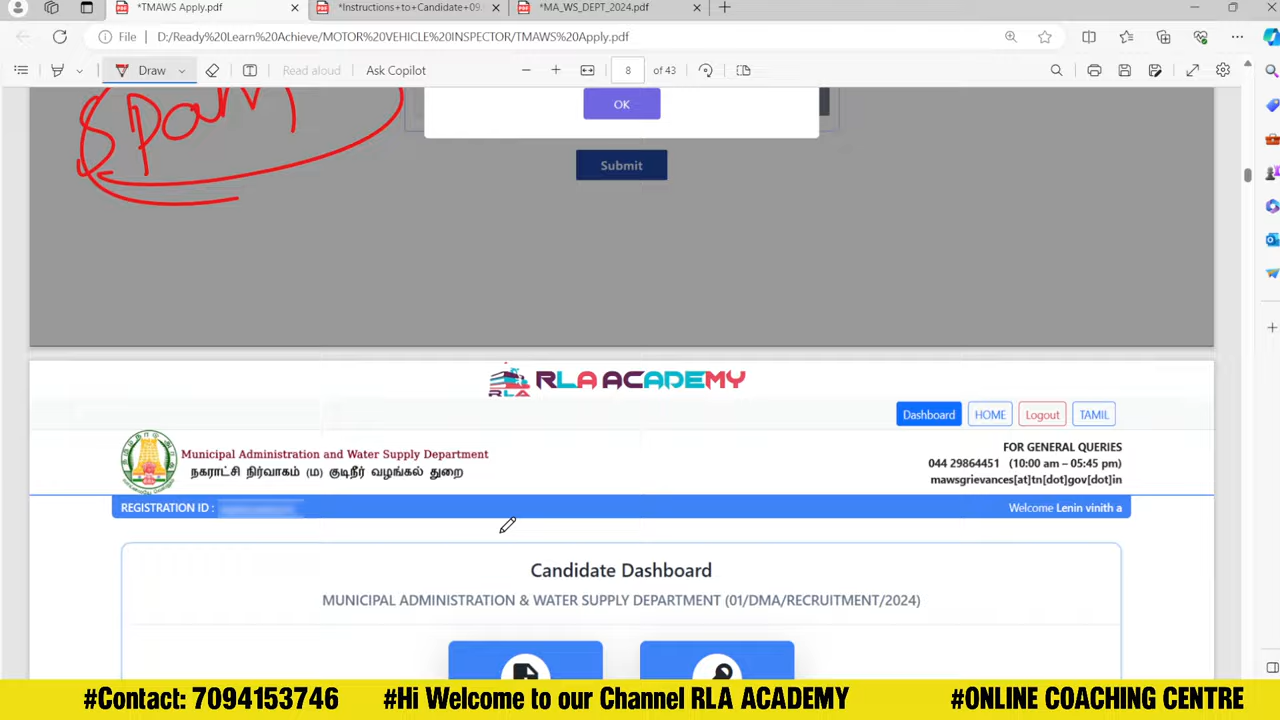 *TMAWS Apply.pdf
*Instructions+to+Candidate+09.
*MA_WS_DEPT_2024.pdf
File
D:/Ready%20Learn%20Achieve/MOTOR%20VEHICLE%20INSPECTOR/TMAWS%20Apply.pdf
Draw
Read aloud
Ask Copilot
8 of 43
Spam
OK
Submit
RLA ACADEMY
RLA
Dashboard HOME Logout TAMIL
Municipal Administration and Water Supply Department
நகராட்சி நிர்வாகம் (ம) குடிநீர் வழங்கல் துறை
FOR GENERAL QUERIES
044 29864451 (10:00 am – 05:45 pm)
mawsgrievances[at]tn[dot]gov[dot]in
REGISTRATION ID :
Welcome Lenin vinith a
Candidate Dashboard
MUNICIPAL ADMINISTRATION & WATER SUPPLY DEPARTMENT (01/DMA/RECRUITMENT/2024)
#Contact: 7094153746 #Hi Welcome to our Channel RLA ACADEMY #ONLINE COACHING CENTRE